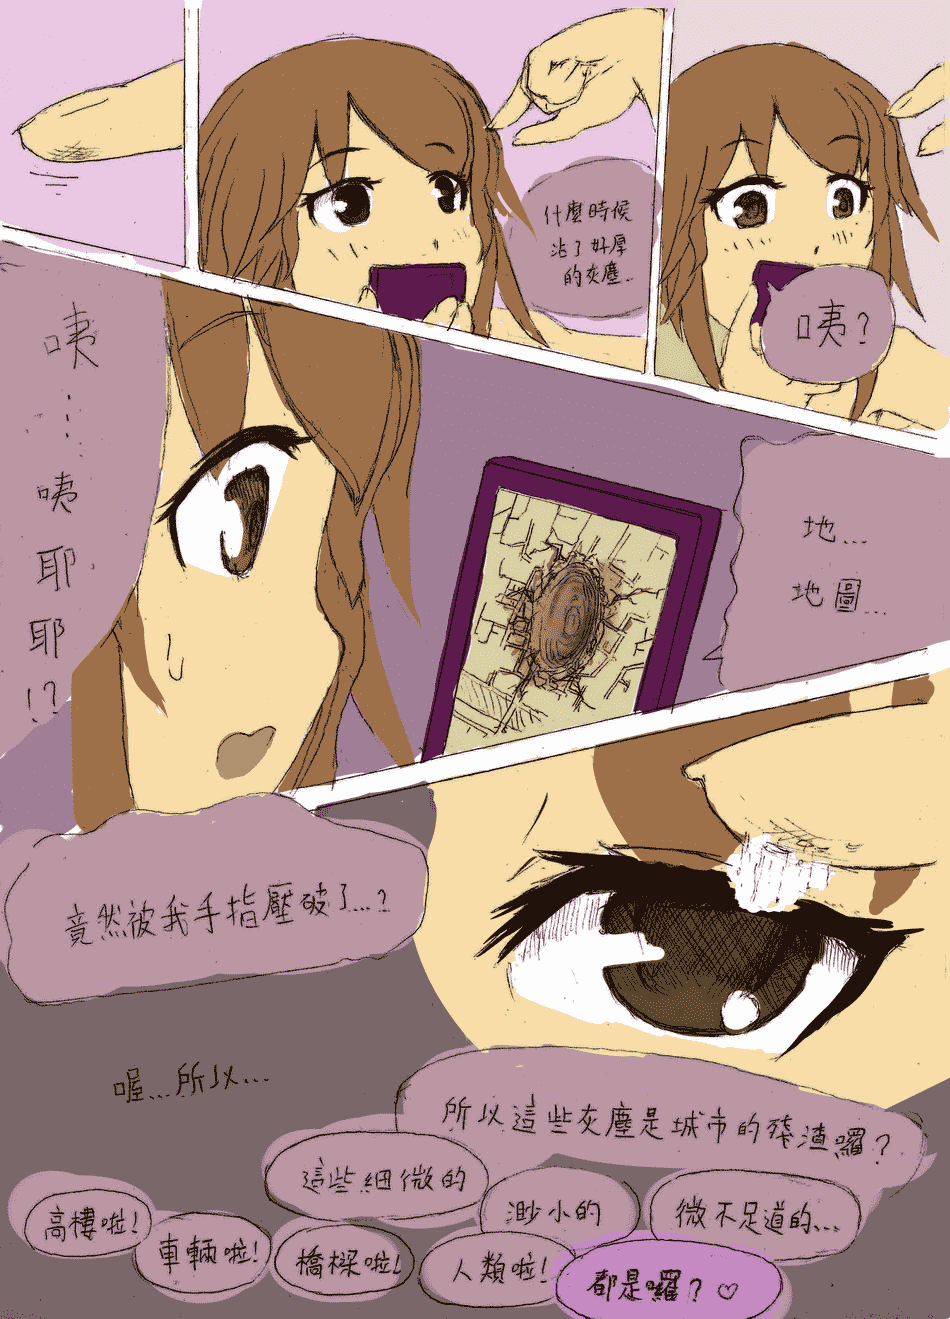 什麼時候
沾了好厚
的灰塵..
咦?
咦
……
咦
耶
耶
!?
地...
地圖...
竟然被我手指壓破了...?
喔...所以...
所以這些灰塵是城市的殘渣囉?
這些細微的
渺小的
微不足道的...
高樓啦!
車輛啦!
橋樑啦!
人類啦!
都是囉?♡